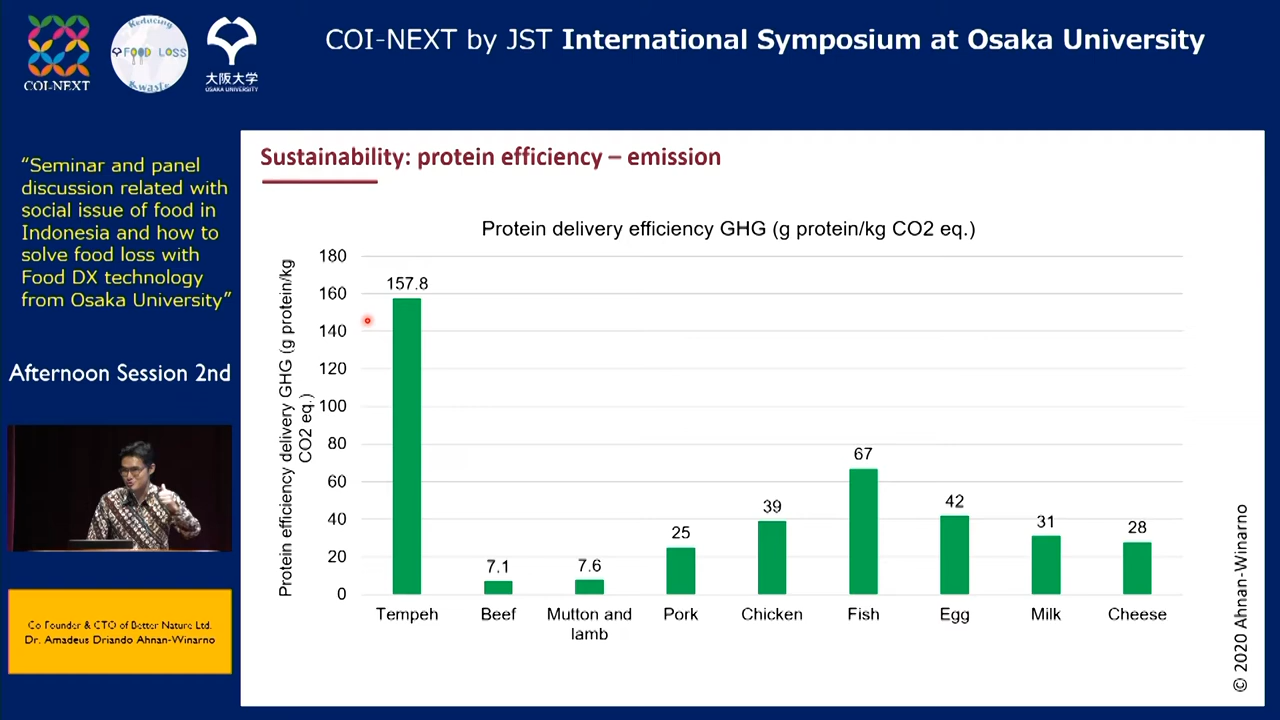 COI-NEXT
Reducing
FOOD LOSS
& waste
大阪大学
OSAKA UNIVERSITY
COI-NEXT by JST International Symposium at Osaka University
“Seminar and panel
discussion related with
social issue of food in
Indonesia and how to
solve food loss with
Food DX technology
from Osaka University”
Afternoon Session 2nd
Co Founder & CTO of Better Nature Ltd.
Dr. Amadeus Driando Ahnan-Winarno
Sustainability: protein efficiency – emission
Protein delivery efficiency GHG (g protein/kg CO2 eq.)
Protein efficiency delivery GHG (g protein/kg
CO2 eq.)
180
160
140
120
100
80
60
40
20
0
157.8
7.1
7.6
25
39
67
42
31
28
Tempeh
Beef
Mutton and
lamb
Pork
Chicken
Fish
Egg
Milk
Cheese
© 2020 Ahnan-Winarno